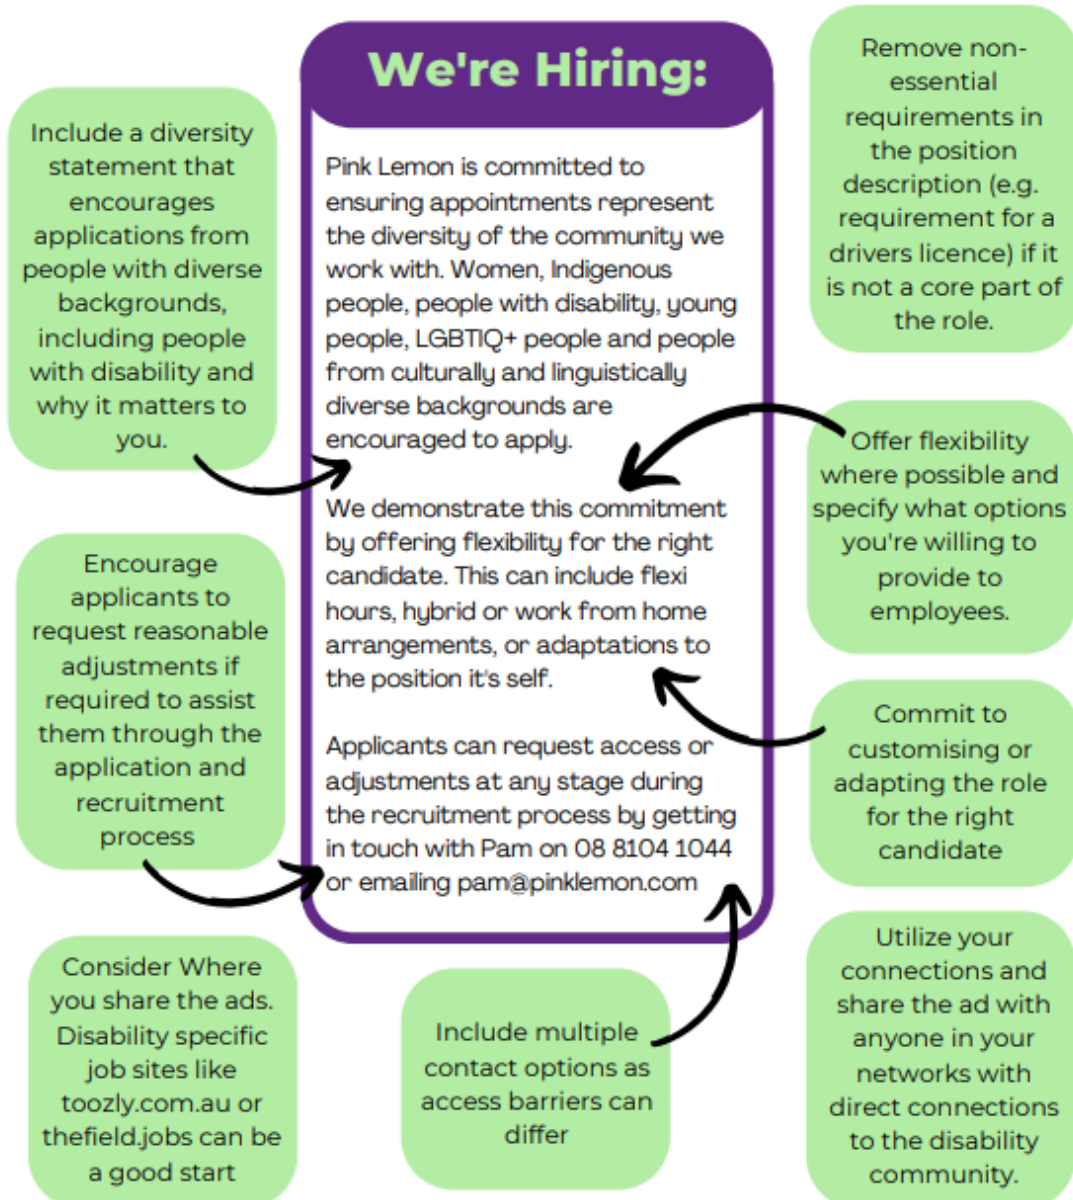 We're Hiring:
Pink Lemon is committed to
ensuring appointments represent
the diversity of the community we
work with. Women, Indigenous
people, people with disability, young
people, LGBTIQ+ people and people
from culturally and linguistically
diverse backgrounds are
encouraged to apply.
We demonstrate this commitment
by offering flexibility for the right
candidate. This can include flexi
hours, hybrid or work from home
arrangements, or adaptations to
the position it's self.
Applicants can request access or
adjustments at any stage during
the recruitment process by getting
in touch with Pam on 08 8104 1044
or emailing pam@pinklemon.com
Include a diversity
statement that
encourages
applications from
people with diverse
backgrounds,
including people
with disability and
why it matters to
you.
Encourage
applicants to
request reasonable
adjustments if
required to assist
them through the
application and
recruitment
process
Consider Where
you share the ads.
Disability specific
job sites like
toozly.com.au or
thefield.jobs can be
a good start
Include multiple
contact options as
access barriers can
differ
Remove non-
essential
requirements in
the position
description (e.g.
requirement for a
drivers licence) if it
is not a core part of
the role.
Offer flexibility
where possible and
specify what options
you're willing to
provide to
employees.
Commit to
customising or
adapting the role
for the right
candidate
Utilize your
connections and
share the ad with
anyone in your
networks with
direct connections
to the disability
community.